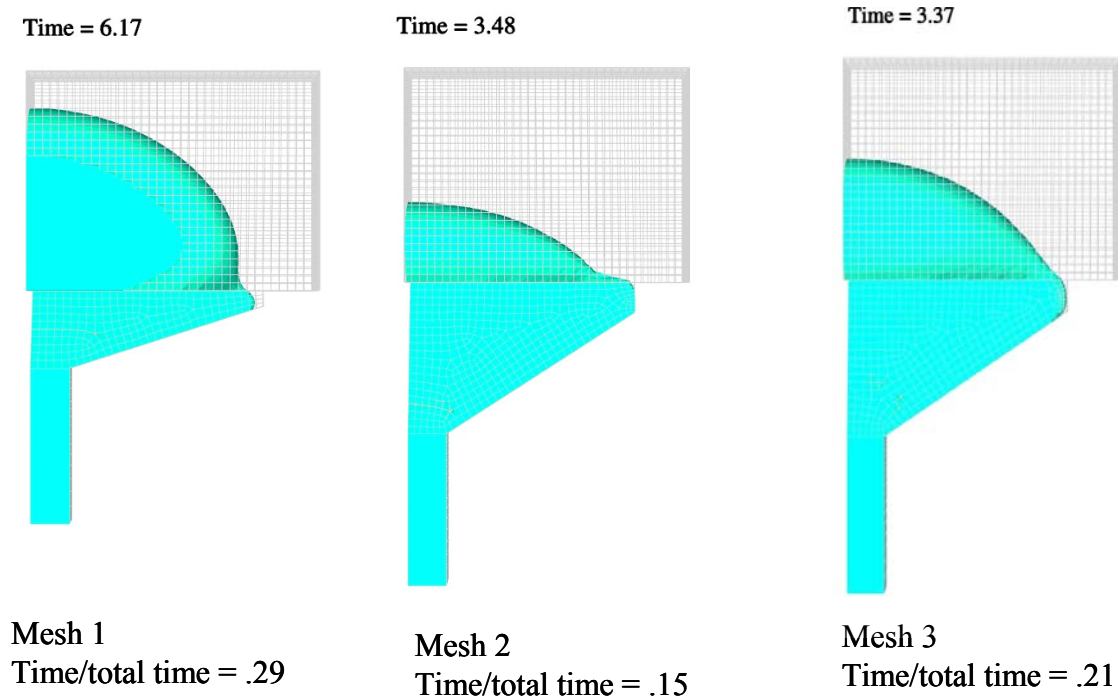 Time = 6.17
Time = 3.48
Time = 3.37
Mesh 1
Time/total time = .29
Mesh 2
Time/total time = .15
Mesh 3
Time/total time = .21